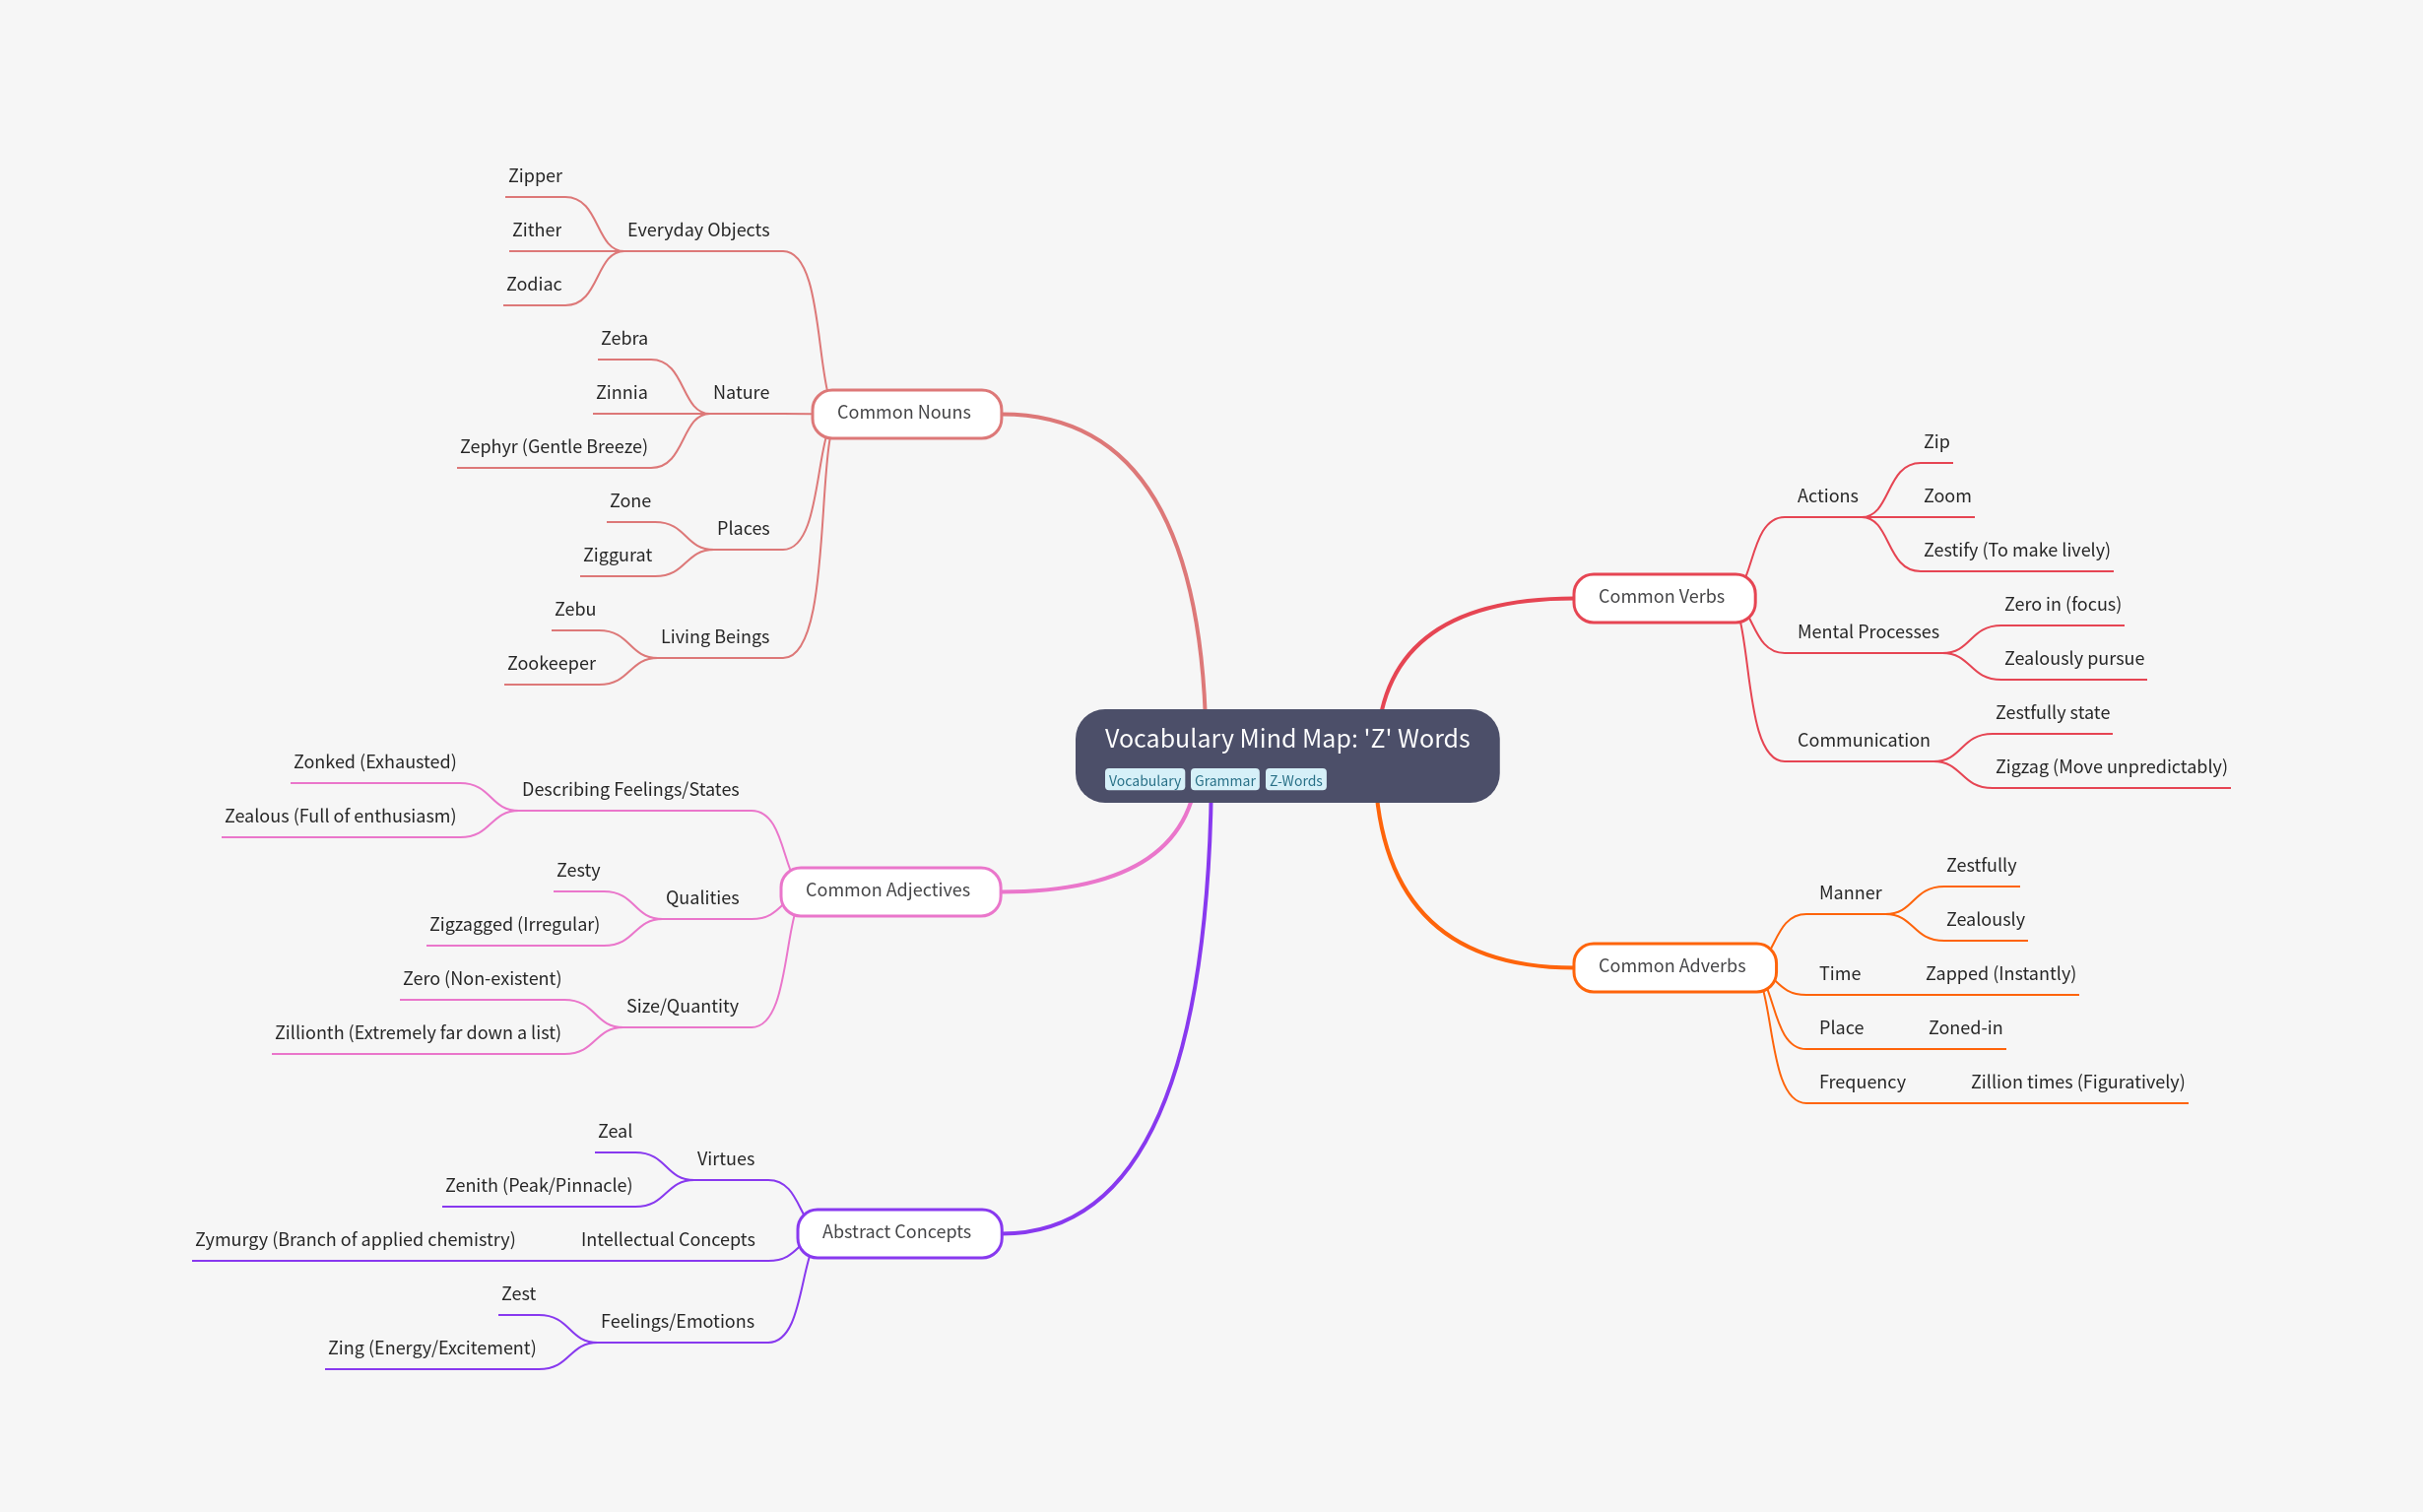 Vocabulary Mind Map: 'Z' Words
Vocabulary Grammar Z-Words
Common Nouns
Everyday Objects
Zipper
Zither
Zodiac
Nature
Zebra
Zinnia
Zephyr (Gentle Breeze)
Places
Zone
Ziggurat
Living Beings
Zebu
Zookeeper
Common Adjectives
Describing Feelings/States
Zonked (Exhausted)
Zealous (Full of enthusiasm)
Qualities
Zesty
Zigzagged (Irregular)
Size/Quantity
Zero (Non-existent)
Zillionth (Extremely far down a list)
Abstract Concepts
Virtues
Zeal
Zenith (Peak/Pinnacle)
Intellectual Concepts
Zymurgy (Branch of applied chemistry)
Feelings/Emotions
Zest
Zing (Energy/Excitement)
Common Verbs
Actions
Zip
Zoom
Zestify (To make lively)
Mental Processes
Zero in (focus)
Zealously pursue
Communication
Zestfully state
Zigzag (Move unpredictably)
Common Adverbs
Manner
Zestfully
Zealously
Time
Zapped (Instantly)
Place
Zoned-in
Frequency
Zillion times (Figuratively)